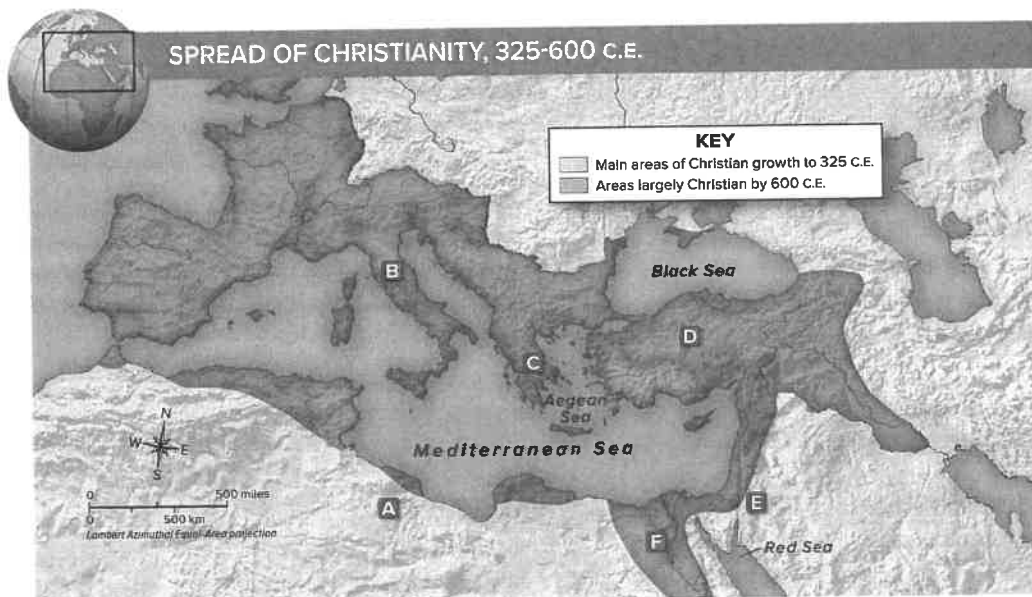 SPREAD OF CHRISTIANITY, 325-600 C.E.
KEY
Main areas of Christian growth to 325 C.E.
Areas largely Christian by 600 C.E.
B
Black Sea
D
C
Aegean
Sea
Mediterranean Sea
N
W
E
S
0
500 miles
0
500 km
Lambert Azimuthal Equal-Area projection
A
E
F
Red Sea